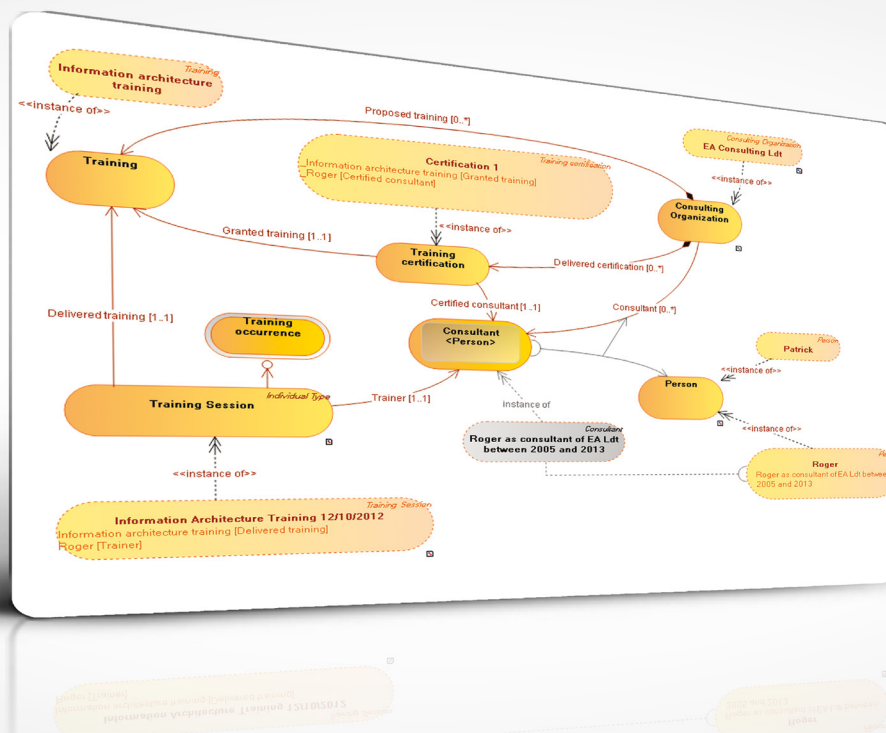 Training
Information architecture
training
<<instance of>>
Training
Proposed training [0..*]
Training certification
Certification 1
_Information architecture training [Granted training]
_Roger [Certified consultant]
<<instance of>>
Consulting Organization
EA Consulting Ldt
<<instance of>>
Consulting
Organization
Granted training [1..1]
Training
certification
Delivered certification [0..*]
Certified consultant [1..1]
Consultant [0..*]
Delivered training [1..1]
Training
occurrence
Consultant
<Person>
Person
Patrick
<<instance of>>
Person
Individual Type
Training Session
Trainer [1..1]
instance of
Consultant
Roger as consultant of EA Ldt
between 2005 and 2013
<<instance of>>
Roger
Roger as consultant of EA Ldt betwee
2005 and 2013
<<instance of>>
Training Session
Information Architecture Training 12/10/2012
Information architecture training [Delivered training]
Roger [Trainer]